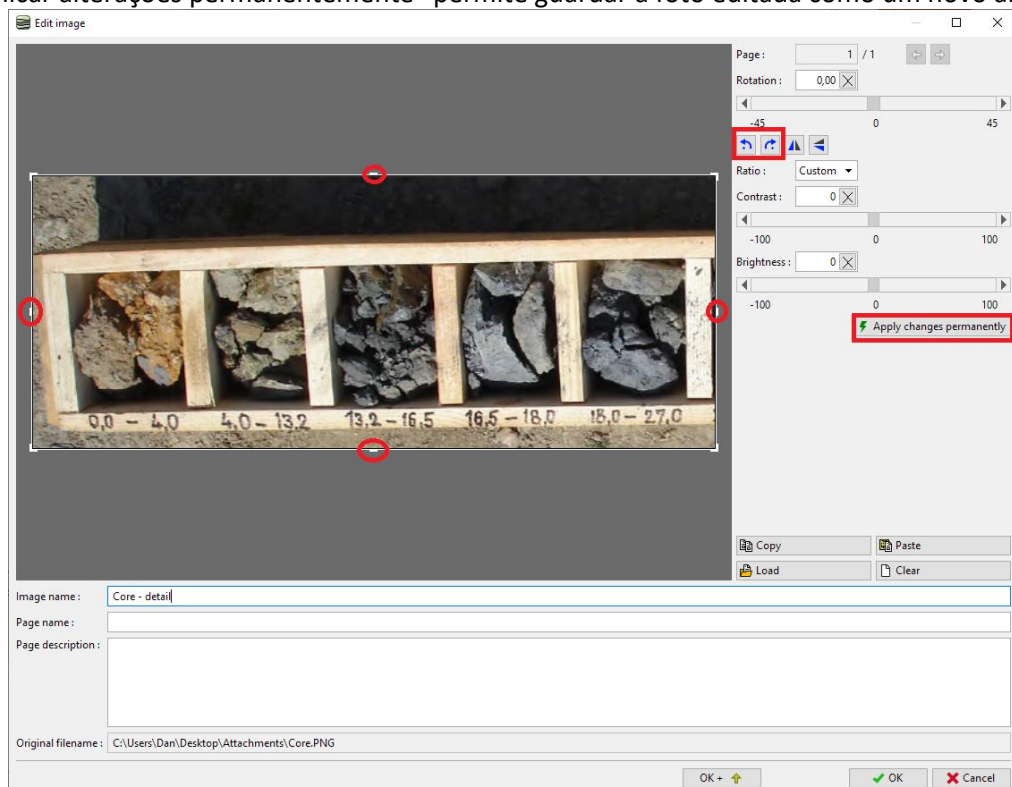 alterações permanentemente" permite guardar a foto editada como um novo
Edit image
Page : 1 / 1
Rotation : 0,00
-45 0 45
Ratio : Custom
Contrast : 0
-100 0 100
Brightness : 0
-100 0 100
Apply changes permanently
0,0 - 4,0 4,0 - 13,2 13,2 - 16,5 16,5 - 18,0 18,0 - 27,0
Copy Paste
Load Clear
Image name : Core - detail
Page name :
Page description :
Original filename : C:\Users\Dan\Desktop\Attachments\Core.PNG
OK + OK Cancel